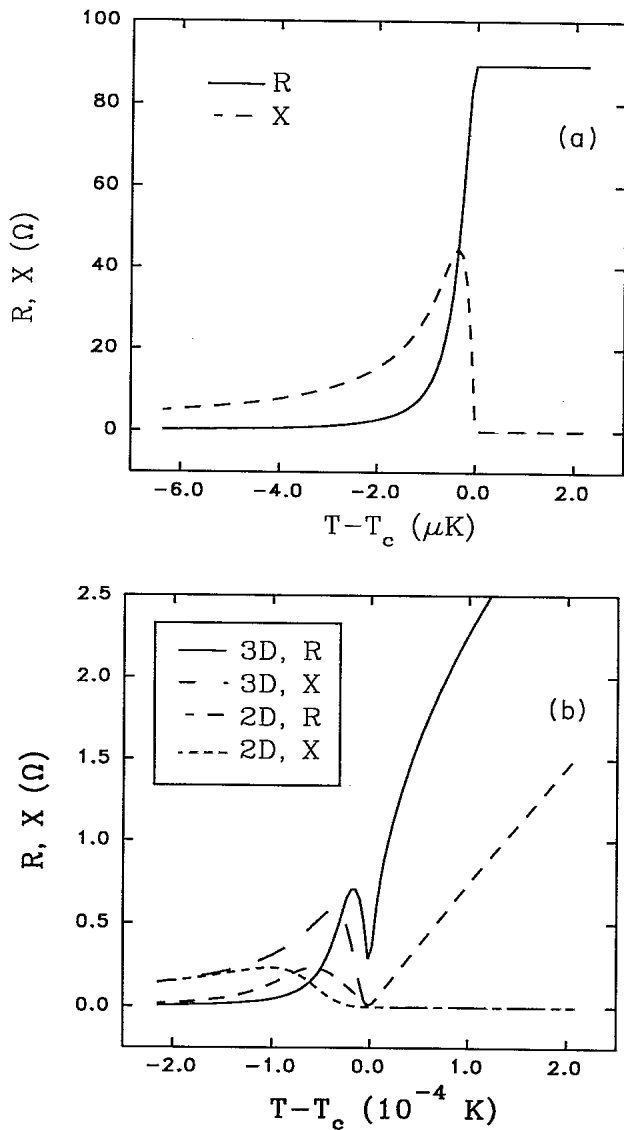 100
80
60
40
20
0
R, X (Ω)
R
X
(a)
-6.0 -4.0 -2.0 0.0 2.0
T-T_c (μK)
2.5
2.0
1.5
1.0
0.5
0.0
R, X (Ω)
3D, R
3D, X
2D, R
2D, X
(b)
-2.0 -1.0 0.0 1.0 2.0
T-T_c (10^-4 K)